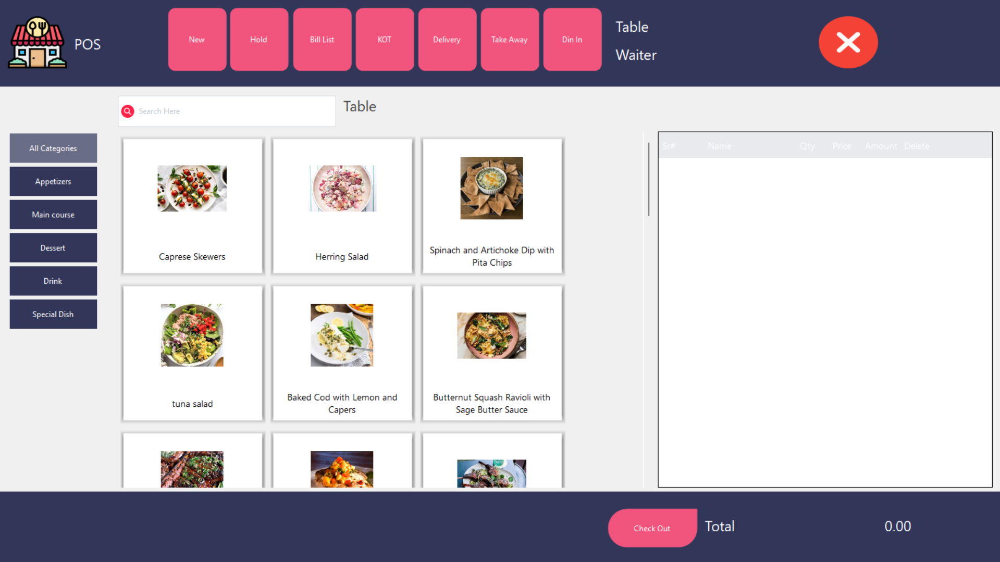 POS
New
Hold
Bill List
KOT
Delivery
Take Away
Din In
Table
Waiter
Search Here
Table
All Categories
Appetizers
Main course
Dessert
Drink
Special Dish
Caprese Skewers
Herring Salad
Spinach and Artichoke Dip with
Pita Chips
tuna salad
Baked Cod with Lemon and
Capers
Butternut Squash Ravioli with
Sage Butter Sauce
Sr# Name Qty Price Amount Delete
Check Out
Total
0.00